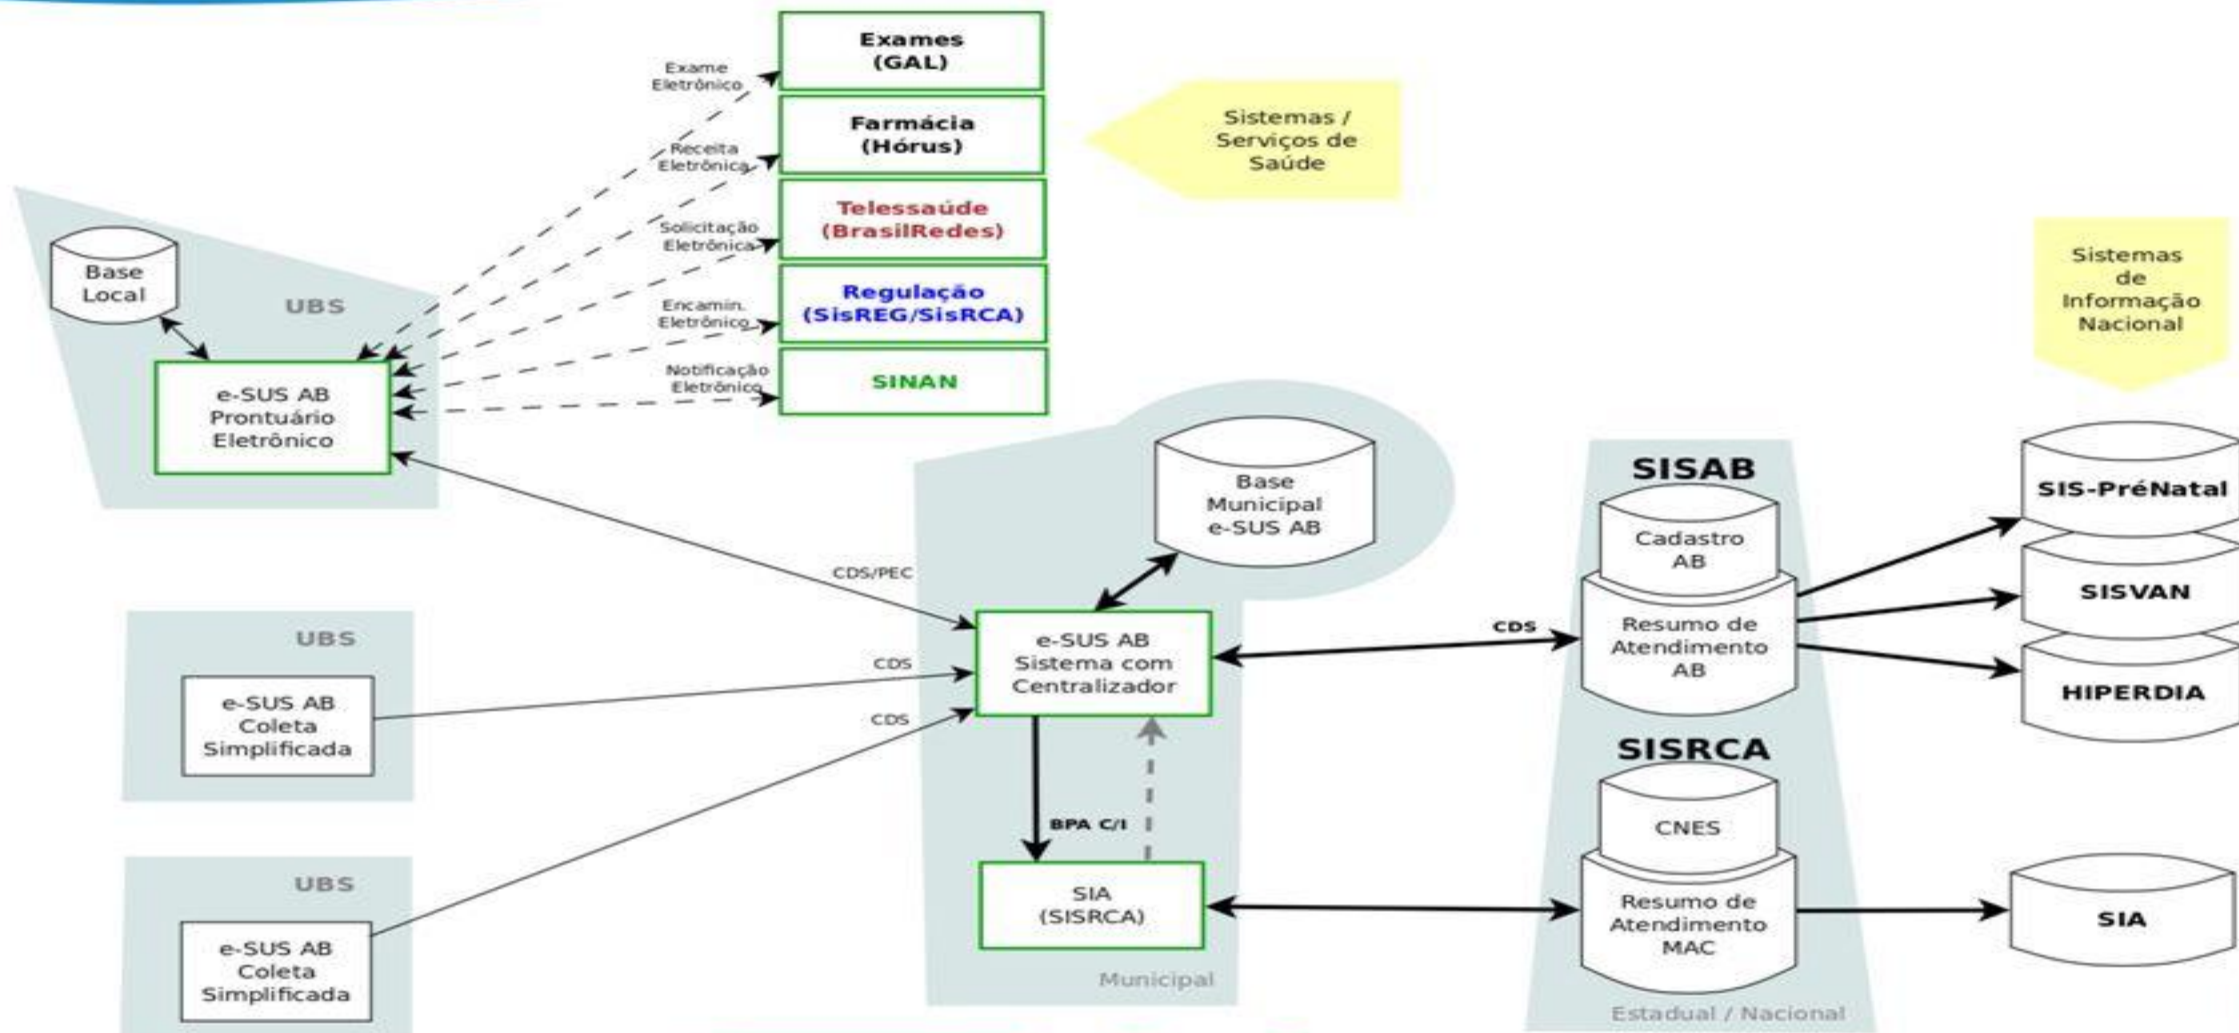 Exames
(GAL)
Exame
Eletrônico
Farmácia
(Hórus)
Receita
Eletrônica
Sistemas /
Serviços de
Saúde
Telessaúde
(BrasilRedes)
Solicitação
Eletrônica
Regulação
(SisREG/SisRCA)
Encamin.
Eletrônico
SINAN
Notificação
Eletrônico
Base
Local
UBS
e-SUS AB
Prontuário
Eletrônico
Sistemas
de
Informação
Nacional
Base
Municipal
e-SUS AB
CDS/PEC
UBS
e-SUS AB
Coleta
Simplificada
CDS
UBS
e-SUS AB
Coleta
Simplificada
CDS
e-SUS AB
Sistema com
Centralizador
BPA C/I
SIA
(SISRCA)
Municipal
CDS
SISAB
Cadastro
AB
Resumo de
Atendimento
AB
SISRCA
CNES
Resumo de
Atendimento
MAC
Estadual / Nacional
SIS-PréNatal
SISVAN
HIPERDIA
SIA